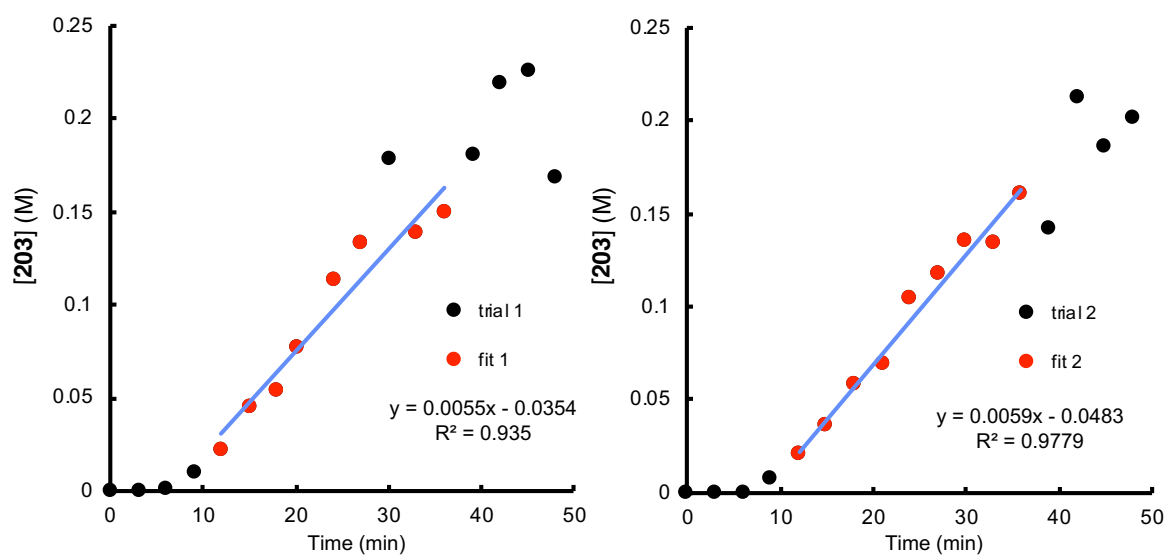 0.25
0.2
0.15
0.1
0.05
0
0 10 20 30 40 50
[203] (M)
Time (min)
trial 1
fit 1
y = 0.0055x - 0.0354
R² = 0.935
0.25
0.2
0.15
0.1
0.05
0
0 10 20 30 40 50
[203] (M)
Time (min)
trial 2
fit 2
y = 0.0059x - 0.0483
R² = 0.9779